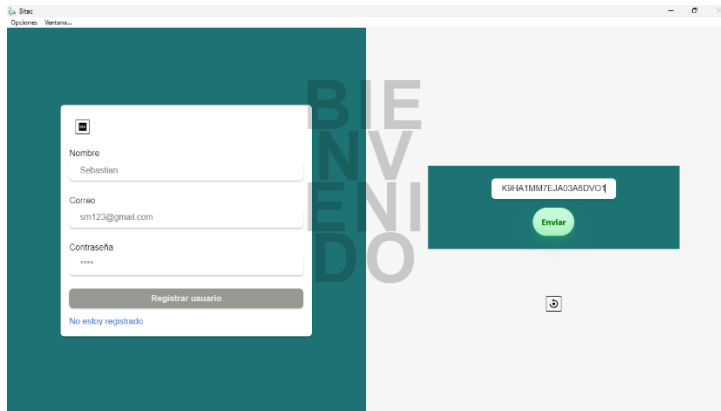 Bitac
Opciones Ventana...
BIE
NV
ENI
DO
Nombre
Sebastian
Correo
sm123@gmail.com
Contraseña
****
Registrar usuario
No estoy registrado
K9HA1MM7EJA03A6DVO1
Enviar